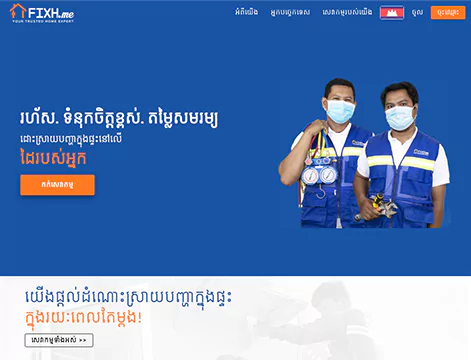 FIXH.me
YOUR TRUSTED HOME EXPERT
អំពីយើង
អ្នកបច្ចេកទេស
សេវាកម្មរបស់យើង
ចូល
ចុះឈ្មោះ
រហ័ស. ទំនុកចិត្តខ្ពស់. តម្លៃសមរម្យ
ដោះស្រាយបញ្ហាក្នុងផ្ទះនៅលើ
ដៃរបស់អ្នក
កក់សេវាកម្ម
យើងផ្តល់ដំណោះស្រាយបញ្ហាក្នុងផ្ទះ
ក្នុងរយៈពេលតែម្តង!
សេវាកម្មទាំងអស់ >>